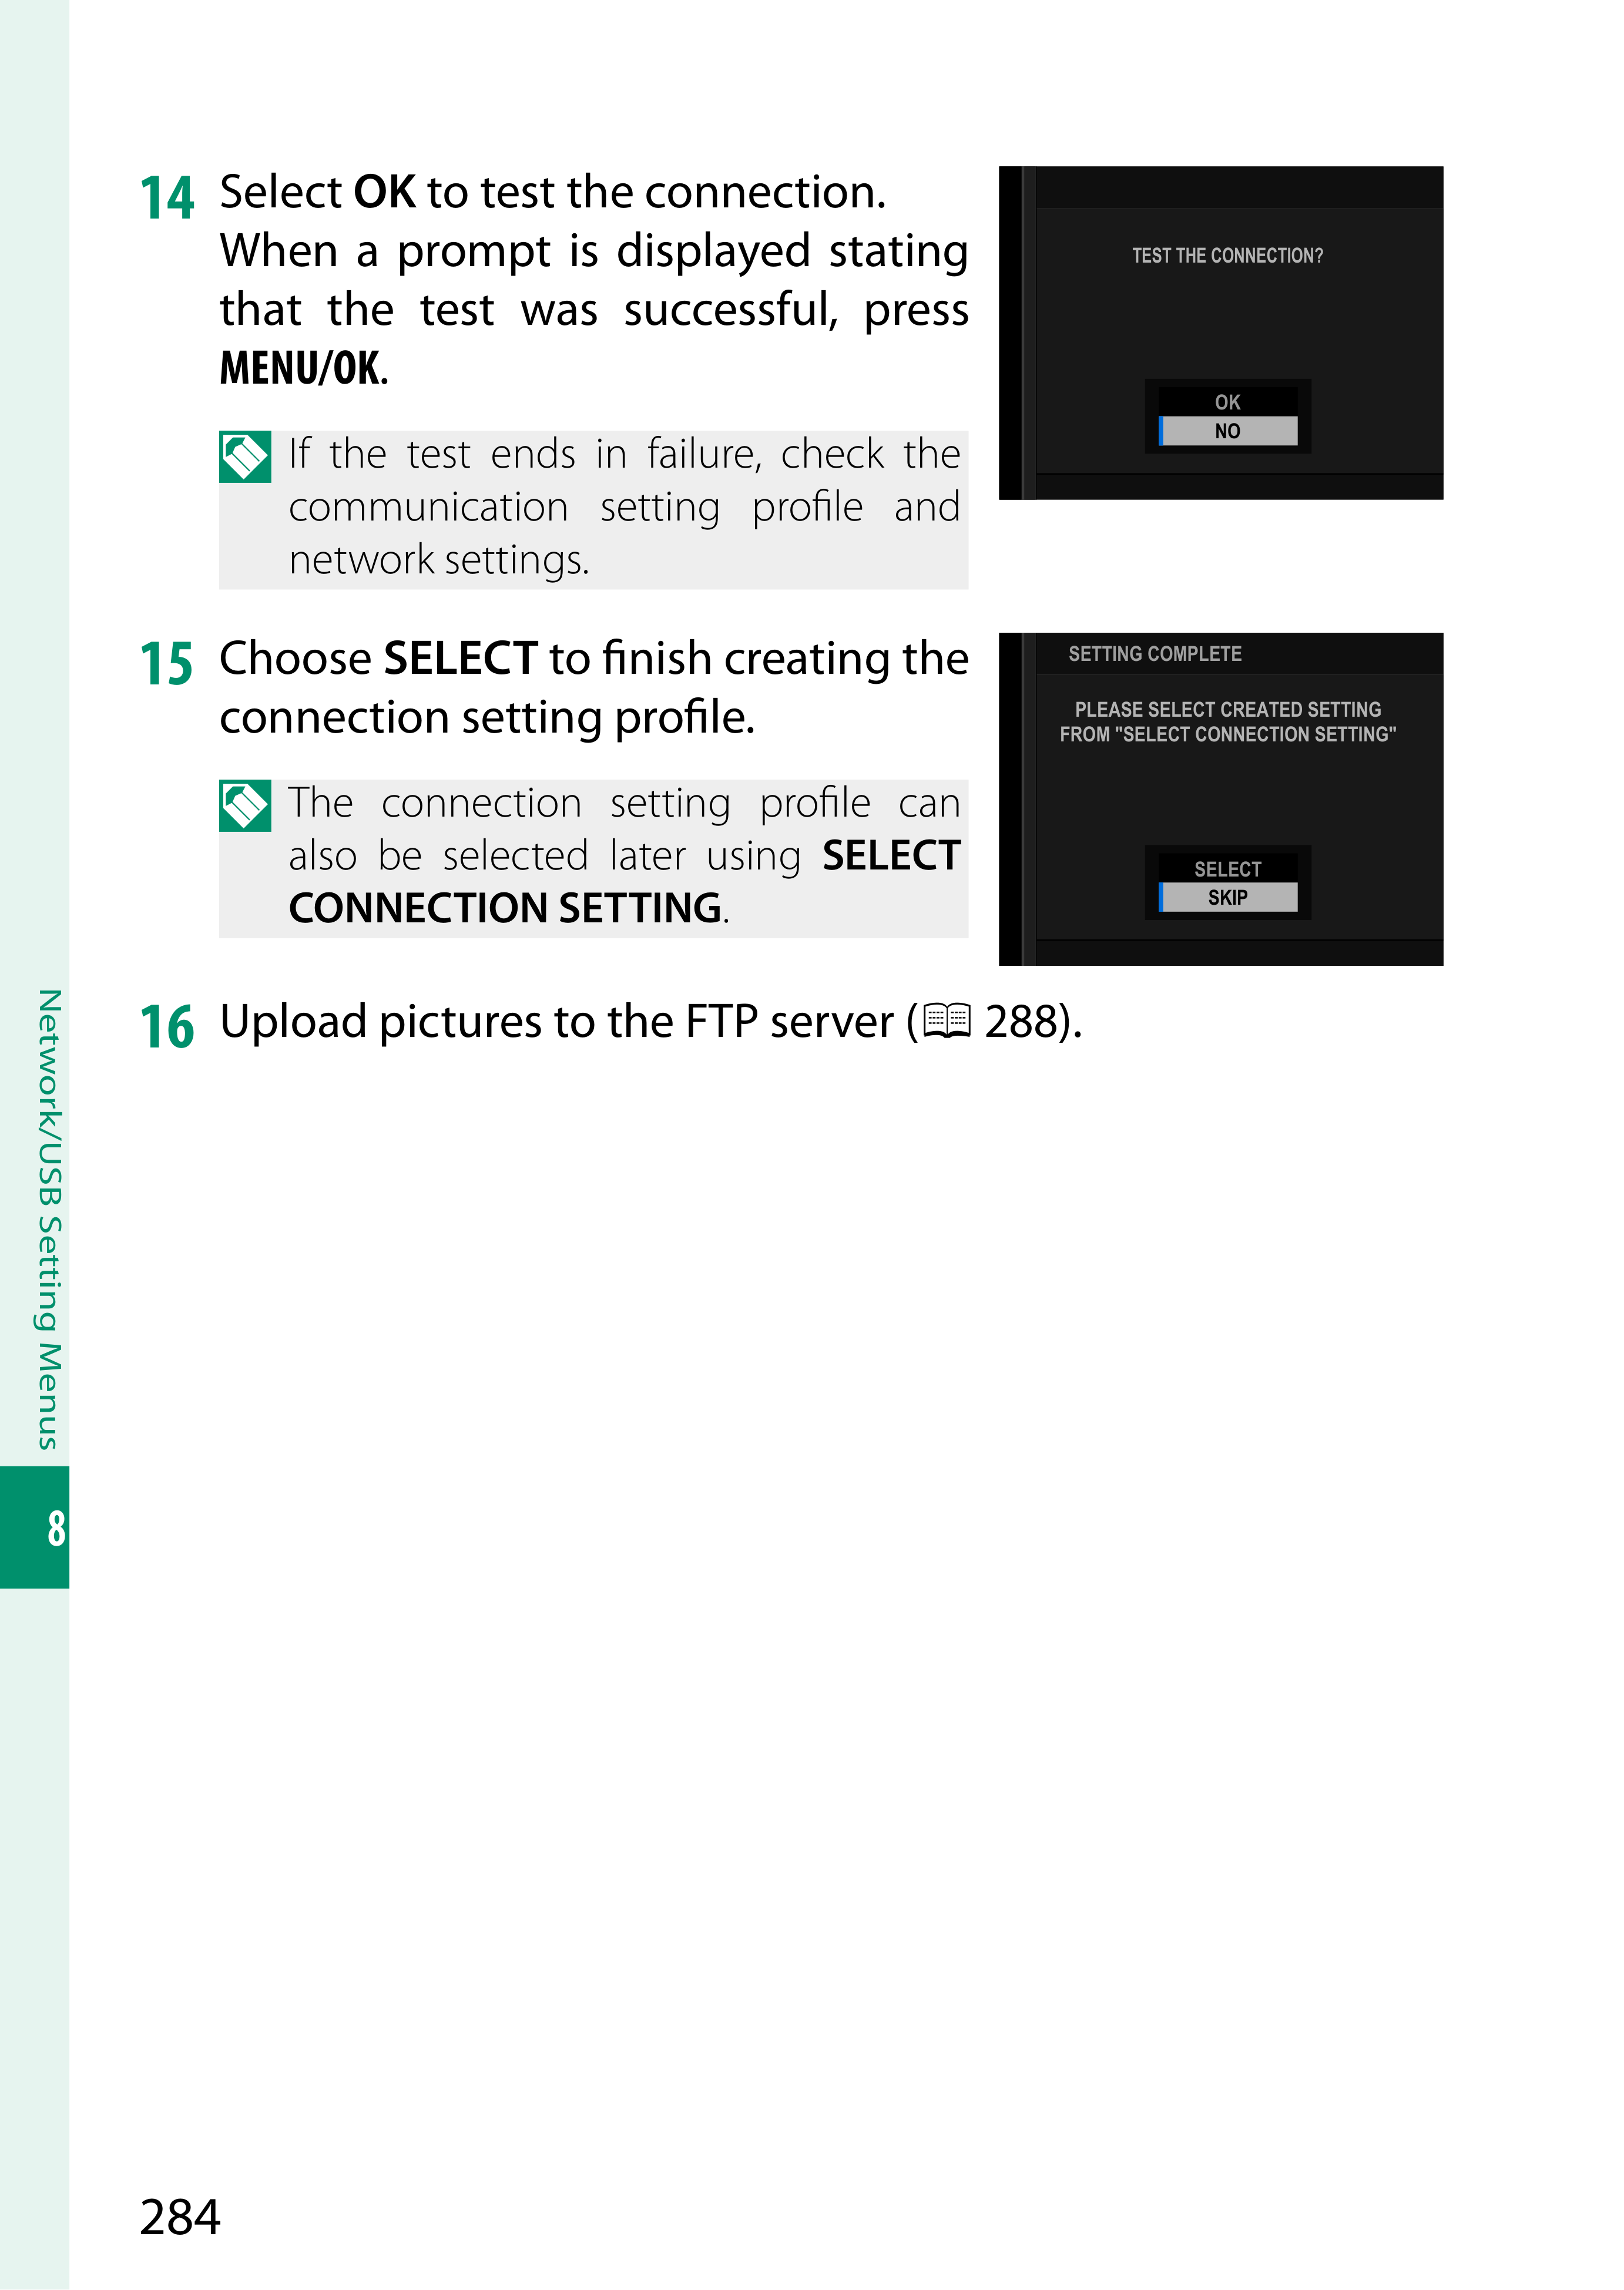 14 Select OK to test the connection.
When a prompt is displayed stating
that the test was successful, press
MENU/OK.
If the test ends in failure, check the
communication setting profile and
network settings.
TEST THE CONNECTION?
OK
NO
15 Choose SELECT to finish creating the
connection setting profile.
The connection setting profile can
also be selected later using SELECT
CONNECTION SETTING.
SETTING COMPLETE
PLEASE SELECT CREATED SETTING
FROM "SELECT CONNECTION SETTING"
SELECT
SKIP
16 Upload pictures to the FTP server (📖 288).
Network/USB Setting Menus
8
284